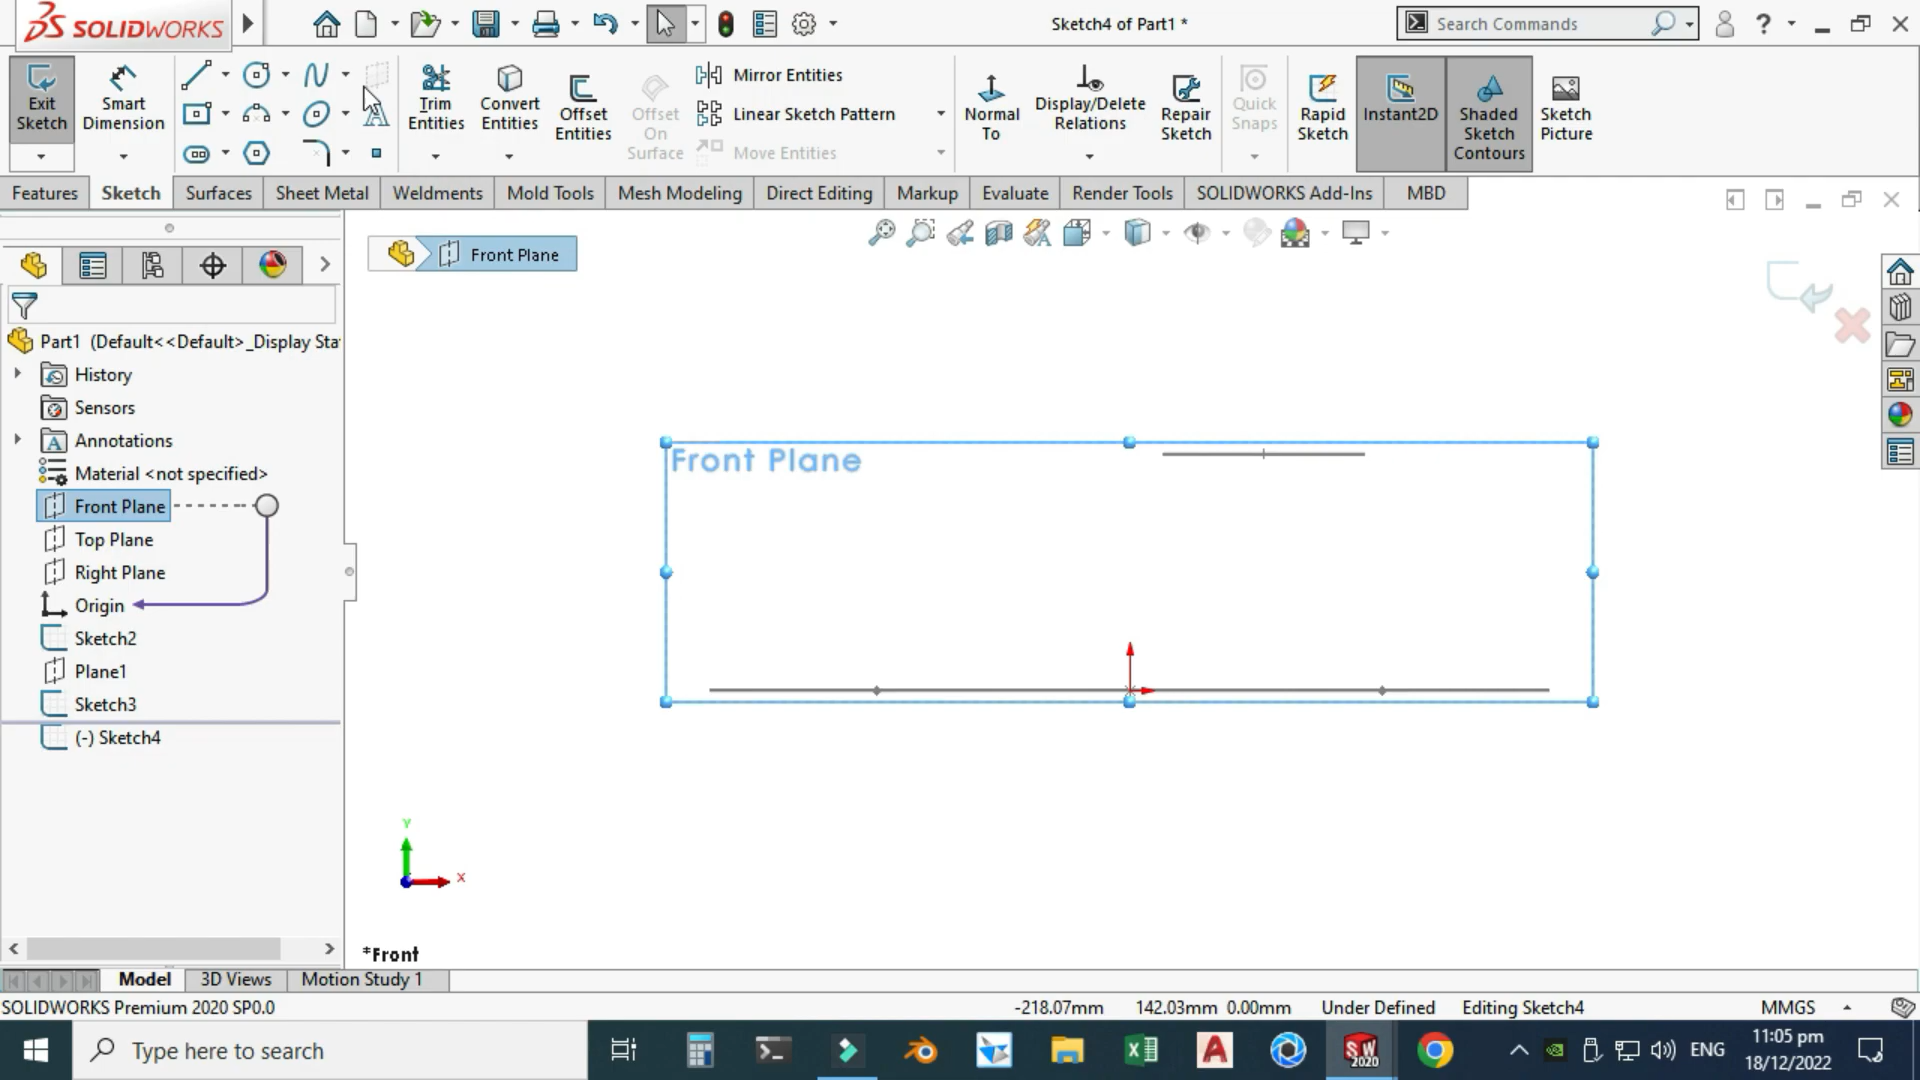 SOLIDWORKS
Sketch4 of Part1 *
Search Commands
Exit Sketch
Smart Dimension
Trim Entities
Convert Entities
Offset Entities
Offset On Surface
Mirror Entities
Linear Sketch Pattern
Move Entities
Normal To
Display/Delete Relations
Repair Sketch
Quick Snaps
Rapid Sketch
Instant2D
Shaded Sketch Contours
Sketch Picture
Features
Sketch
Surfaces
Sheet Metal
Weldments
Mold Tools
Mesh Modeling
Direct Editing
Markup
Evaluate
Render Tools
SOLIDWORKS Add-Ins
MBD
Front Plane
Part1 (Default<<Default>_Display Sta
History
Sensors
Annotations
Material <not specified>
Front Plane
Top Plane
Right Plane
Origin
Sketch2
Plane1
Sketch3
(-) Sketch4
Front Plane
Y
X
*Front
Model
3D Views
Motion Study 1
SOLIDWORKS Premium 2020 SP0.0
-218.07mm
142.03mm 0.00mm
Under Defined
Editing Sketch4
MMGS
Type here to search
SW
2020
ENG
11:05 pm
18/12/2022